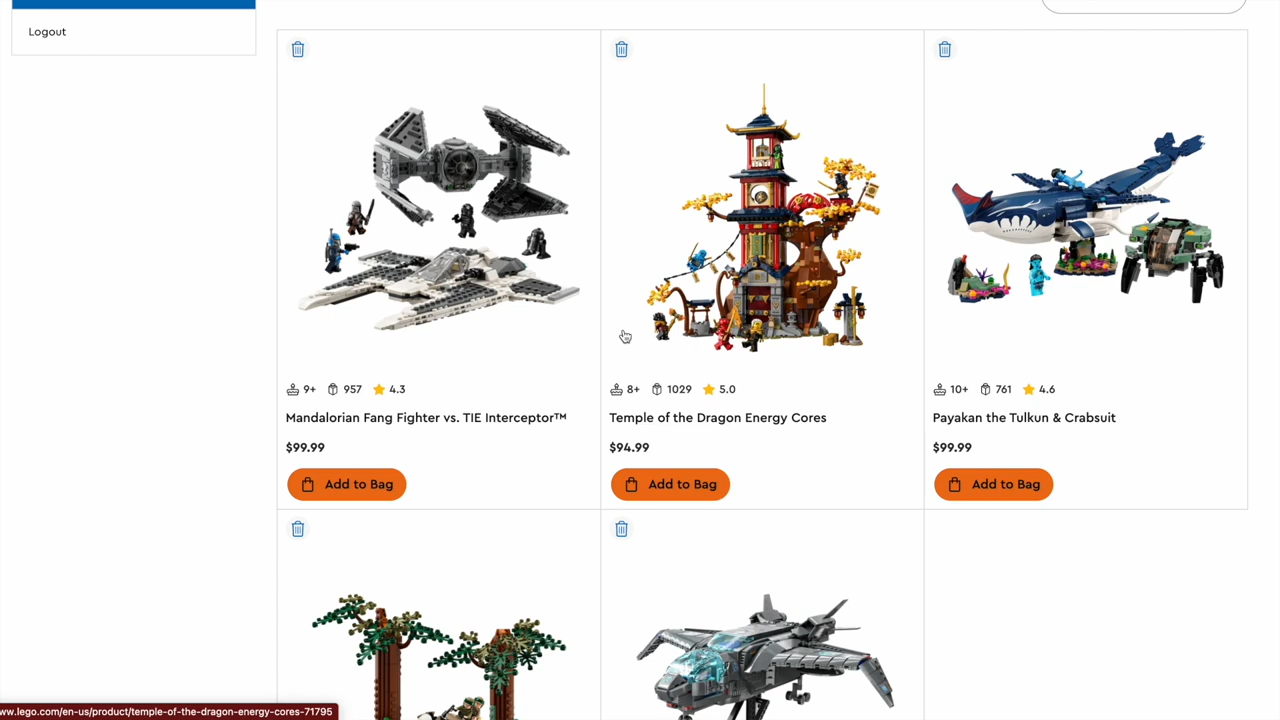 Logout
9+ 957 4.3
Mandalorian Fang Fighter vs. TIE Interceptor™
$99.99
Add to Bag
8+ 1029 5.0
Temple of the Dragon Energy Cores
$94.99
Add to Bag
10+ 761 4.6
Payakan the Tulkun & Crabsuit
$99.99
Add to Bag
ww.lego.com/en-us/product/temple-of-the-dragon-energy-cores-71795